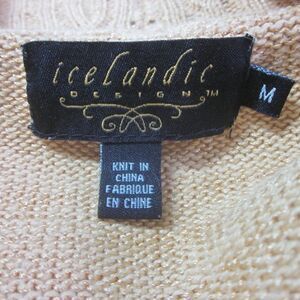 icelandic
DESIGN™
M
KNIT IN
CHINA
FABRIQUE
EN CHINE